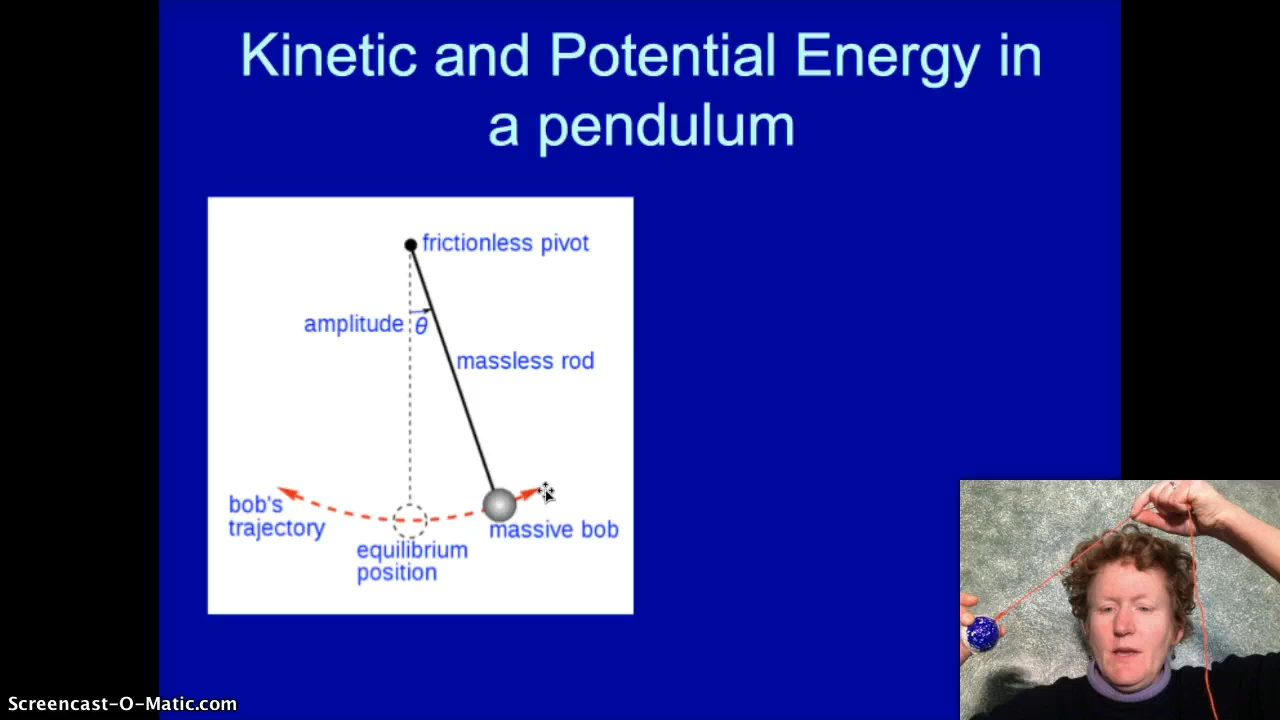 Kinetic and Potential Energy in
a pendulum
frictionless pivot
amplitude
θ
massless rod
bob's
trajectory
massive bob
equilibrium
position
Screencast-O-Matic.com